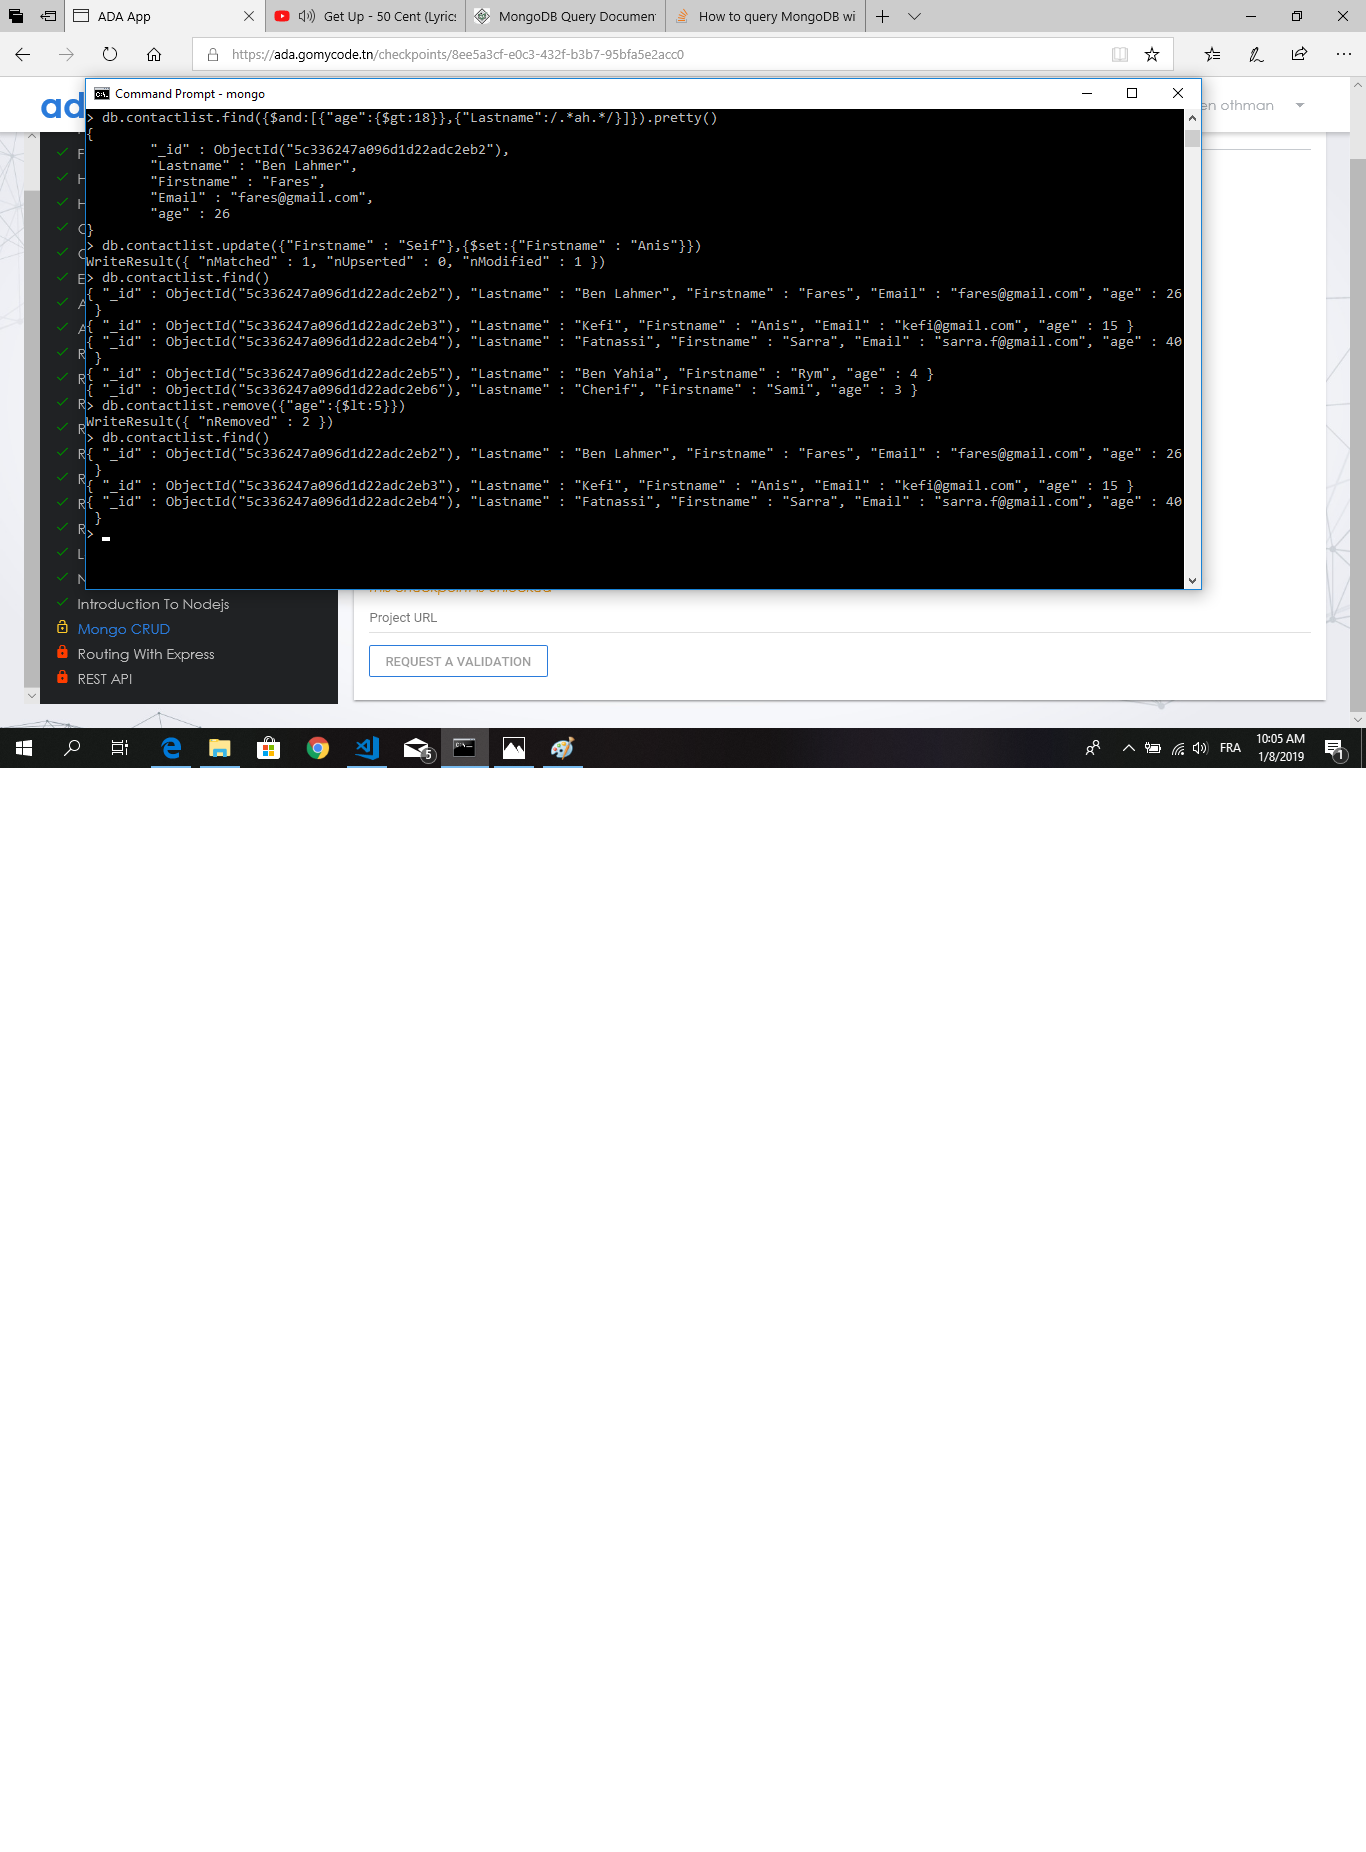 ADA App
Get Up - 50 Cent (Lyrics
MongoDB Query Documen
How to query MongoDB wi
https://ada.gomycode.tn/checkpoints/8ee5a3cf-e0c3-432f-b3b7-95bfa5e2acc0
ad
en othman
Command Prompt - mongo
> db.contactlist.find({$and:[{"age":{$gt:18}},{"Lastname":/.*ah.*/}]}).pretty()
{
"_id" : ObjectId("5c336247a096d1d22adc2eb2"),
"Lastname" : "Ben Lahmer",
"Firstname" : "Fares",
"Email" : "fares@gmail.com",
"age" : 26
}
> db.contactlist.update({"Firstname" : "Seif"},{$set:{"Firstname" : "Anis"}})
WriteResult({ "nMatched" : 1, "nUpserted" : 0, "nModified" : 1 })
> db.contactlist.find()
{ "_id" : ObjectId("5c336247a096d1d22adc2eb2"), "Lastname" : "Ben Lahmer", "Firstname" : "Fares", "Email" : "fares@gmail.com", "age" : 26
}
{ "_id" : ObjectId("5c336247a096d1d22adc2eb3"), "Lastname" : "Kefi", "Firstname" : "Anis", "Email" : "kefi@gmail.com", "age" : 15 }
{ "_id" : ObjectId("5c336247a096d1d22adc2eb4"), "Lastname" : "Fatnassi", "Firstname" : "Sarra", "Email" : "sarra.f@gmail.com", "age" : 40
}
{ "_id" : ObjectId("5c336247a096d1d22adc2eb5"), "Lastname" : "Ben Yahia", "Firstname" : "Rym", "age" : 4 }
{ "_id" : ObjectId("5c336247a096d1d22adc2eb6"), "Lastname" : "Cherif", "Firstname" : "Sami", "age" : 3 }
> db.contactlist.remove({"age":{$lt:5}})
WriteResult({ "nRemoved" : 2 })
> db.contactlist.find()
{ "_id" : ObjectId("5c336247a096d1d22adc2eb2"), "Lastname" : "Ben Lahmer", "Firstname" : "Fares", "Email" : "fares@gmail.com", "age" : 26
}
{ "_id" : ObjectId("5c336247a096d1d22adc2eb3"), "Lastname" : "Kefi", "Firstname" : "Anis", "Email" : "kefi@gmail.com", "age" : 15 }
{ "_id" : ObjectId("5c336247a096d1d22adc2eb4"), "Lastname" : "Fatnassi", "Firstname" : "Sarra", "Email" : "sarra.f@gmail.com", "age" : 40
}
>
Introduction To Nodejs
Mongo CRUD
Routing With Express
REST API
Project URL
REQUEST A VALIDATION
5
FRA
10:05 AM
1/8/2019
1